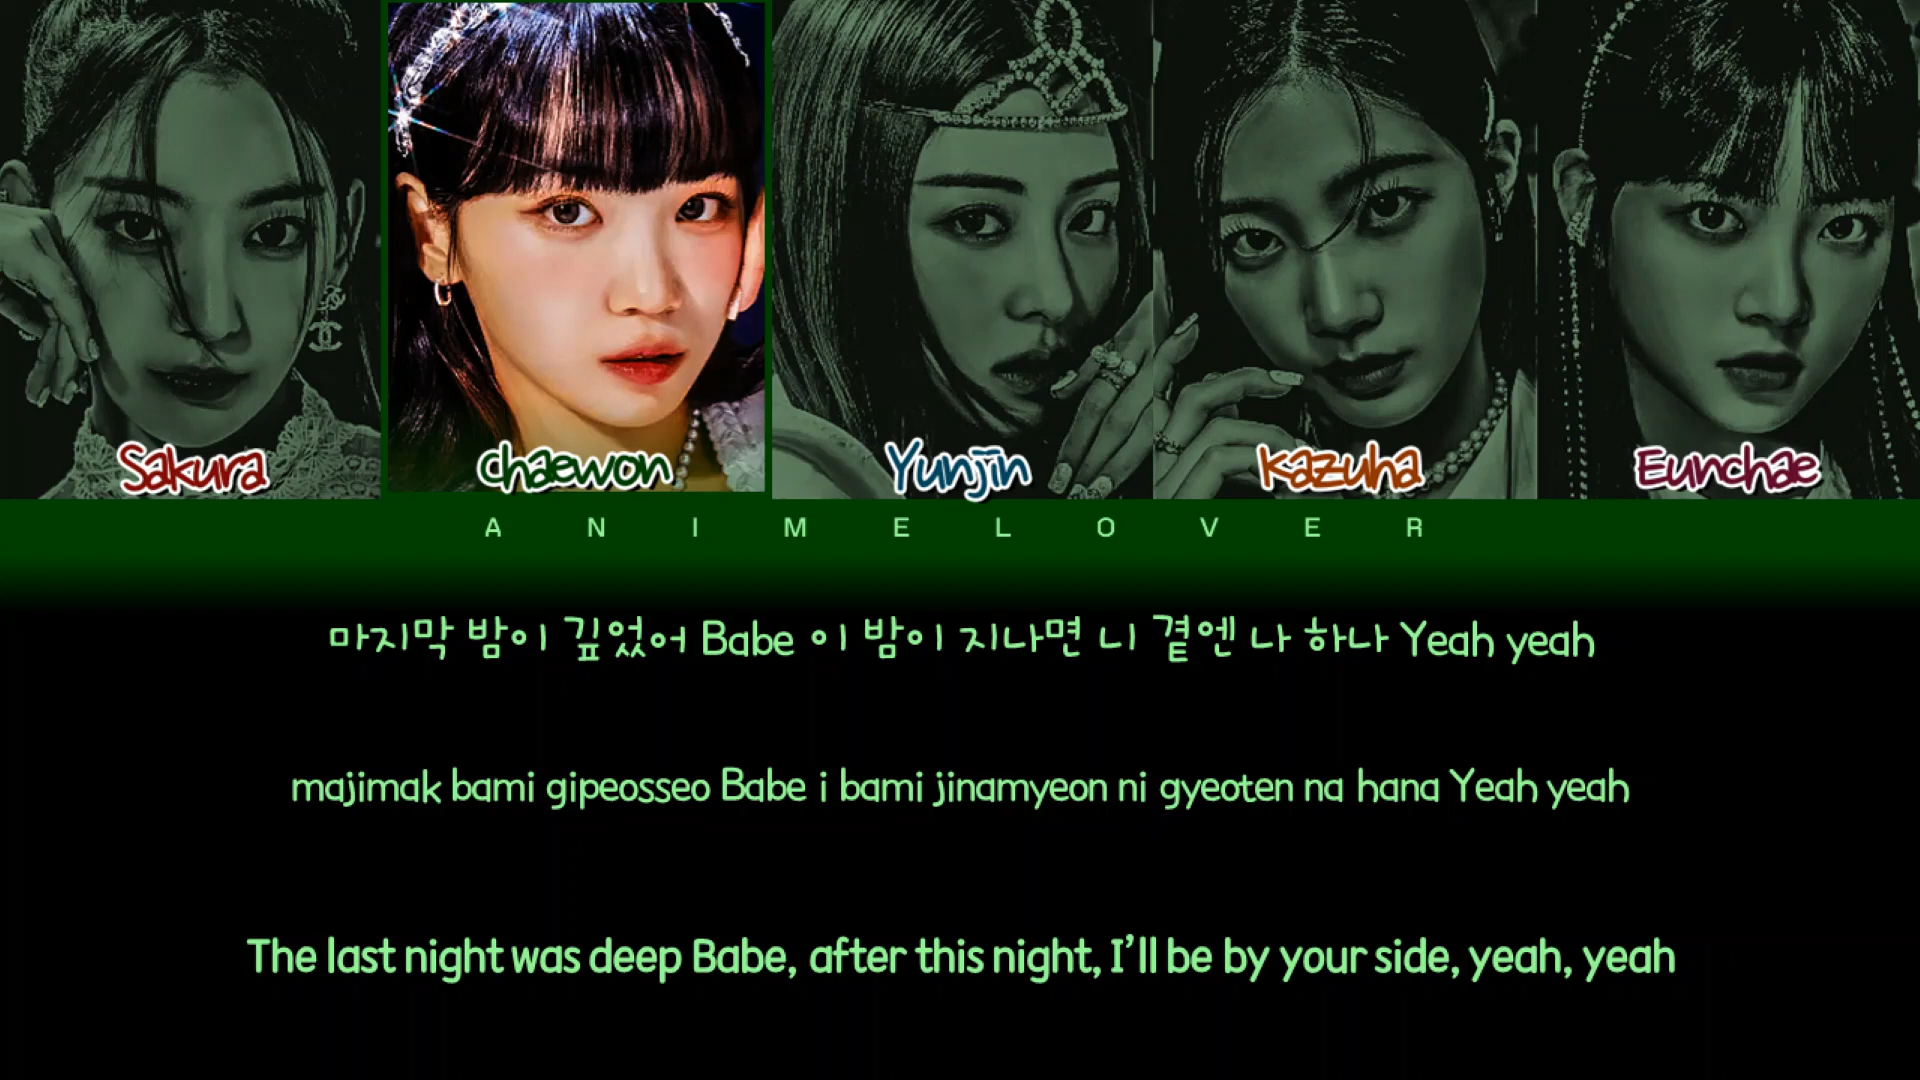 Sakura chaewon Yunjin Kazuha Eunchae
A N I M E L O V E R
마지막 밤이 깊었어 Babe 이 밤이 지나면 니 곁엔 나 하나 Yeah yeah
majimak bami gipeosseo Babe i bami jinamyeon ni gyeoten na hana Yeah yeah
The last night was deep Babe, after this night, I'll be by your side, yeah, yeah